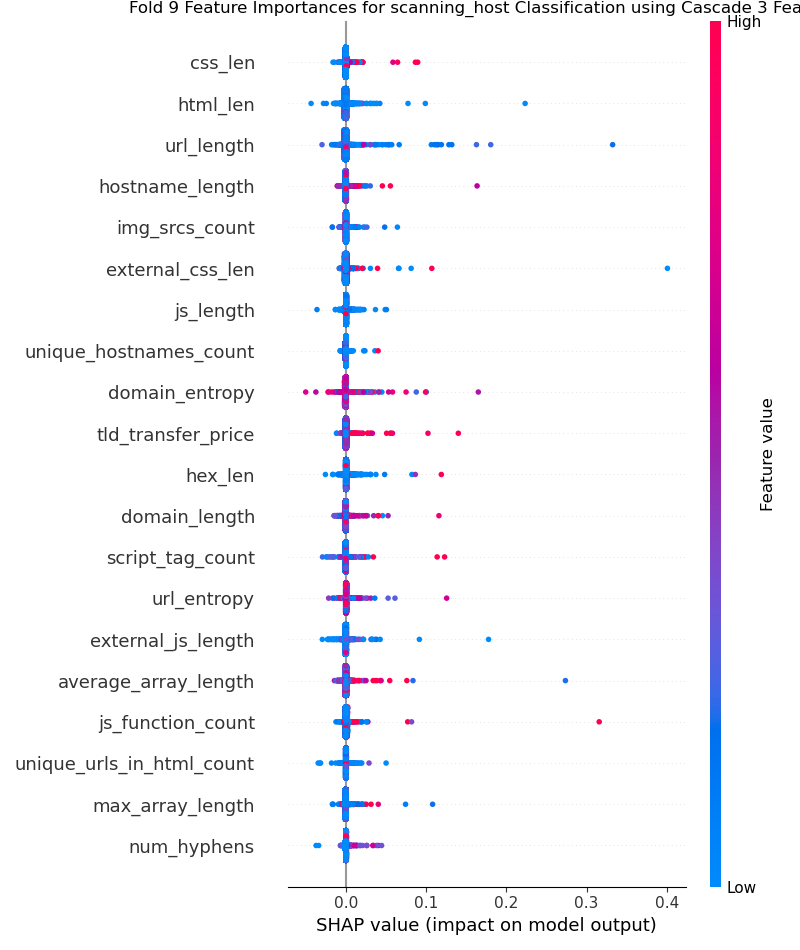 Fold 9 Feature Importances for scanning_host Classification using Cascade 3 Fea
High
css_len
html_len
url_length
hostname_length
img_srcs_count
external_css_len
js_length
unique_hostnames_count
domain_entropy
tld_transfer_price
hex_len
domain_length
script_tag_count
url_entropy
external_js_length
average_array_length
js_function_count
unique_urls_in_html_count
max_array_length
num_hyphens
Feature value
Low
0.0 0.1 0.2 0.3 0.4
SHAP value (impact on model output)